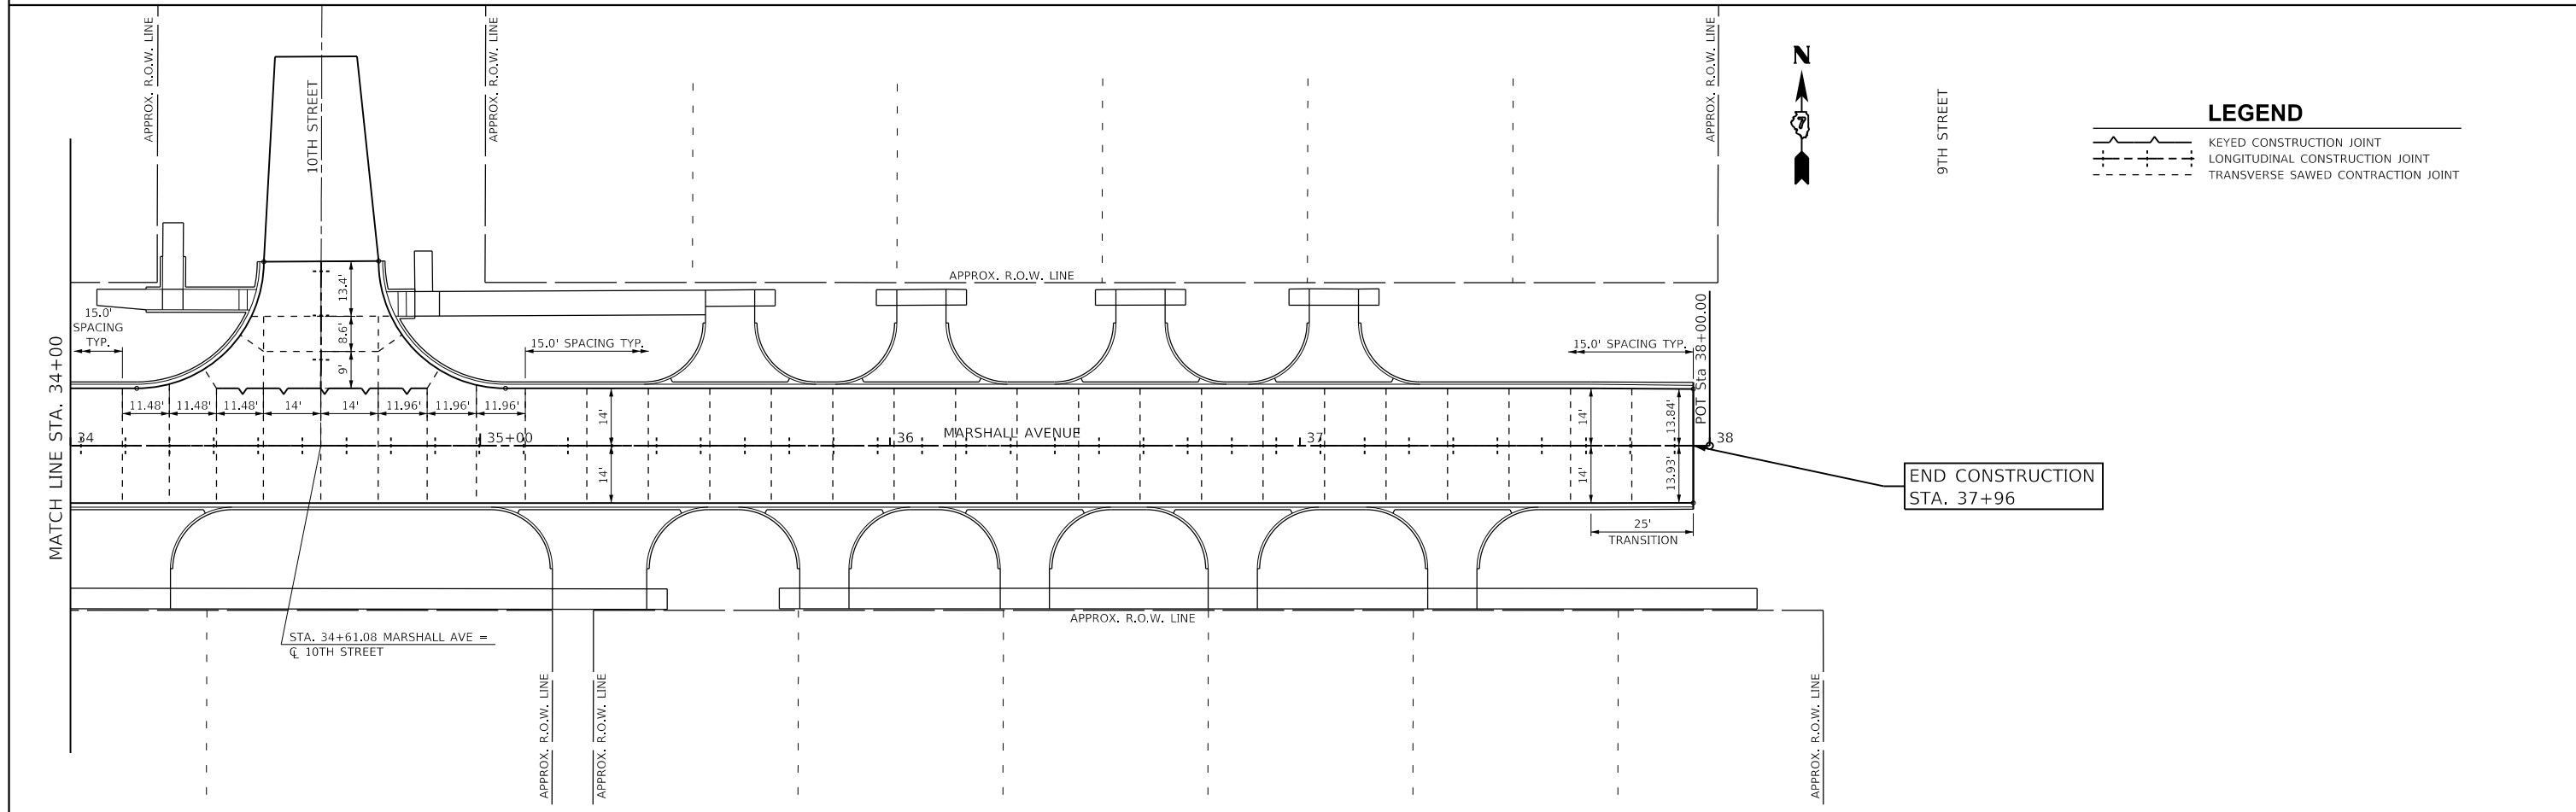 APPROX. R.O.W. LINE
10TH STREET
APPROX. R.O.W. LINE
APPROX. R.O.W. LINE
N
7
9TH STREET
LEGEND
KEYED CONSTRUCTION JOINT
LONGITUDINAL CONSTRUCTION JOINT
TRANSVERSE SAWED CONTRACTION JOINT
APPROX. R.O.W. LINE
13.4'
8.6'
9'
15.0'
SPACING
TYP.
15.0' SPACING TYP.
15.0' SPACING TYP.
POT Sta 38+00.00
MATCH LINE STA. 34+00
11.48'
11.48'
11.48'
14'
14'
11.96'
11.96'
11.96'
14'
14'
13.84'
34
35+00
36
MARSHALL AVENUE
37
38
14'
14'
13.93'
END CONSTRUCTION
STA. 37+96
25'
TRANSITION
APPROX. R.O.W. LINE
STA. 34+61.08 MARSHALL AVE =
℄ 10TH STREET
APPROX. R.O.W. LINE
APPROX. R.O.W. LINE
APPROX. R.O.W. LINE